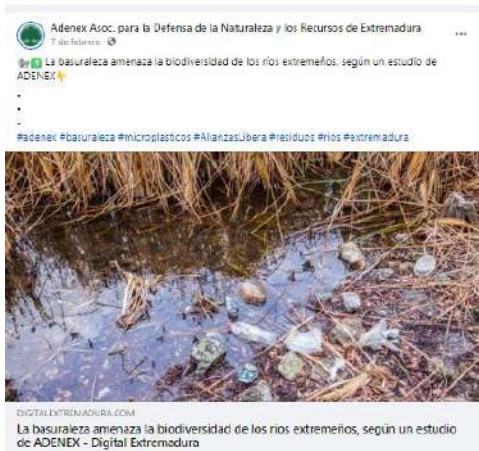 Adenex Asoc. para la Defensa de la Naturaleza y los Recursos de Extremadura
7 de febrero
La basuraleza amenaza la biodiversidad de los ríos extremeños, según un estudio de
ADENEX
.
.
.
#adenex #basuraleza #microplasticos #AlianzasLibera #residuos #rios #extremadura
DIGITALEXTREMADURA.COM
La basuraleza amenaza la biodiversidad de los ríos extremeños, según un estudio
de ADENEX - Digital Extremadura